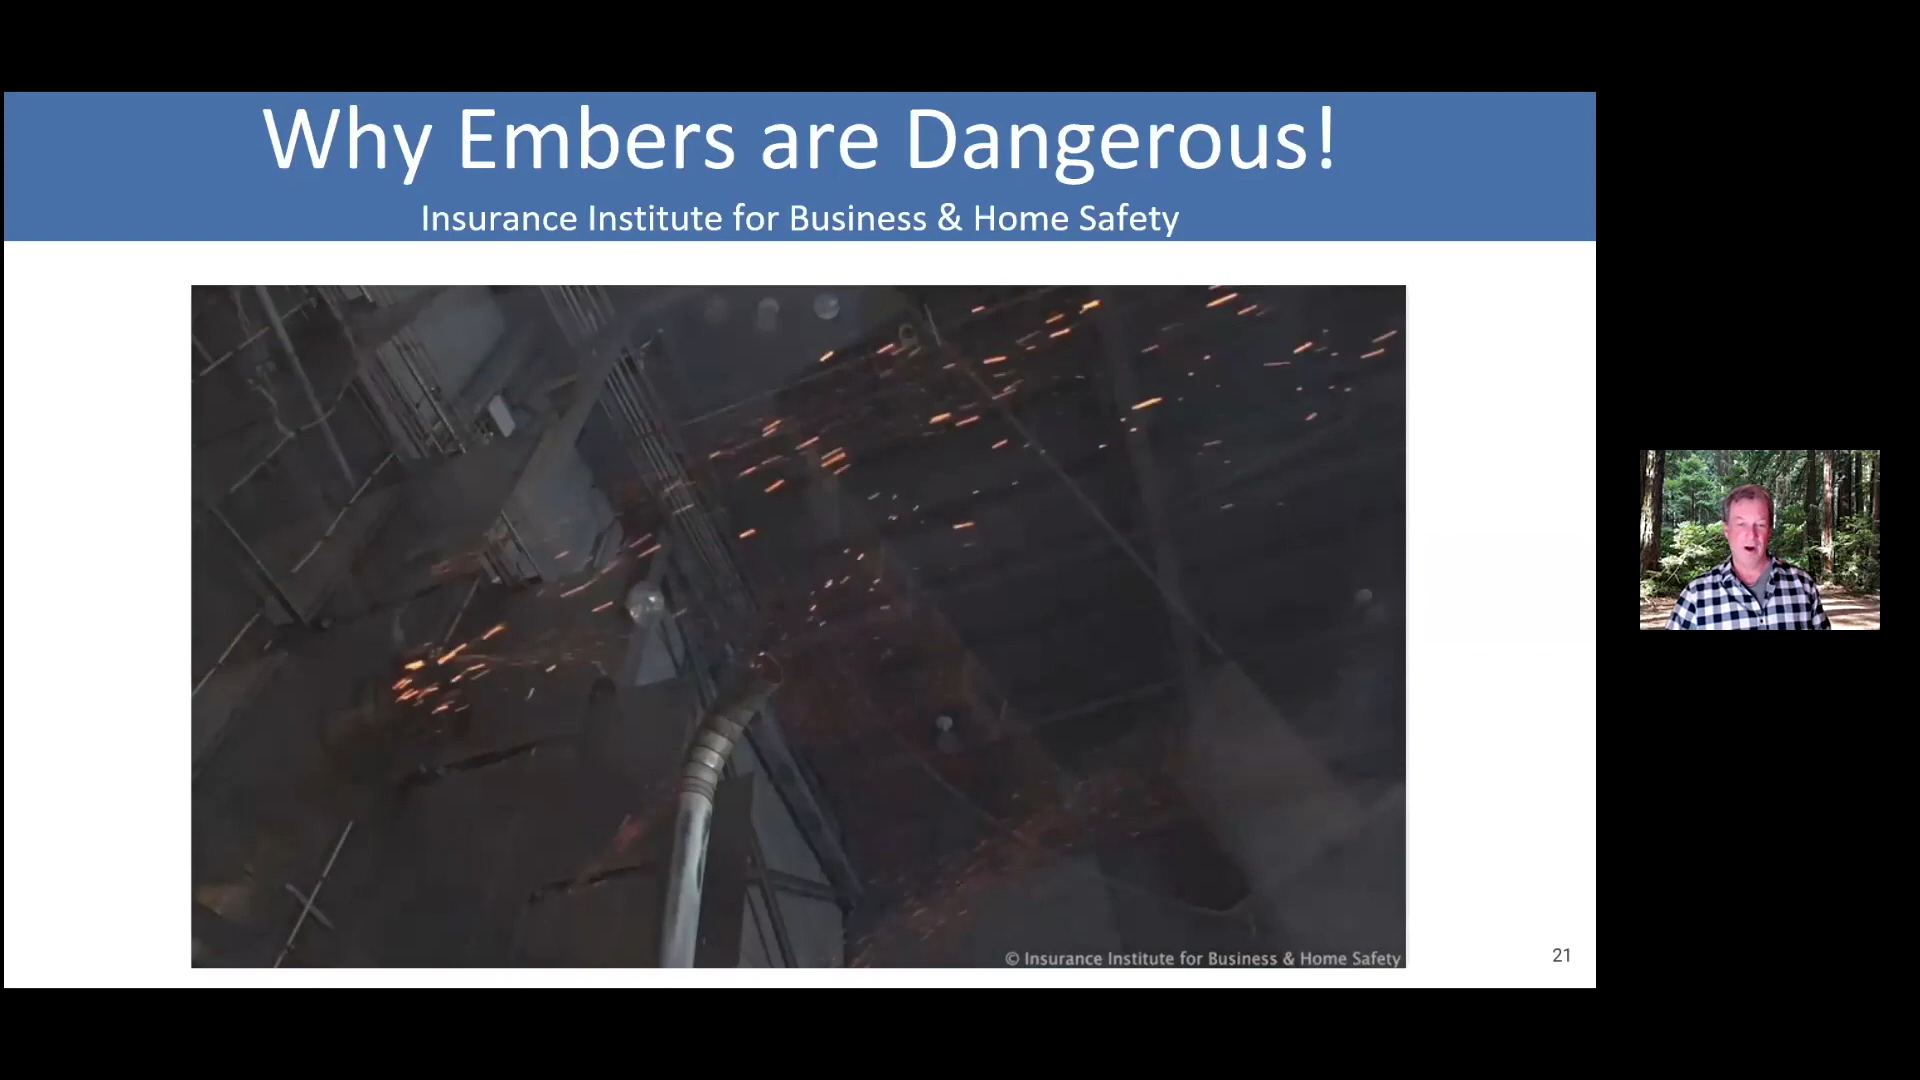 Why Embers are Dangerous!
Insurance Institute for Business & Home Safety
© Insurance Institute for Business & Home Safety
21